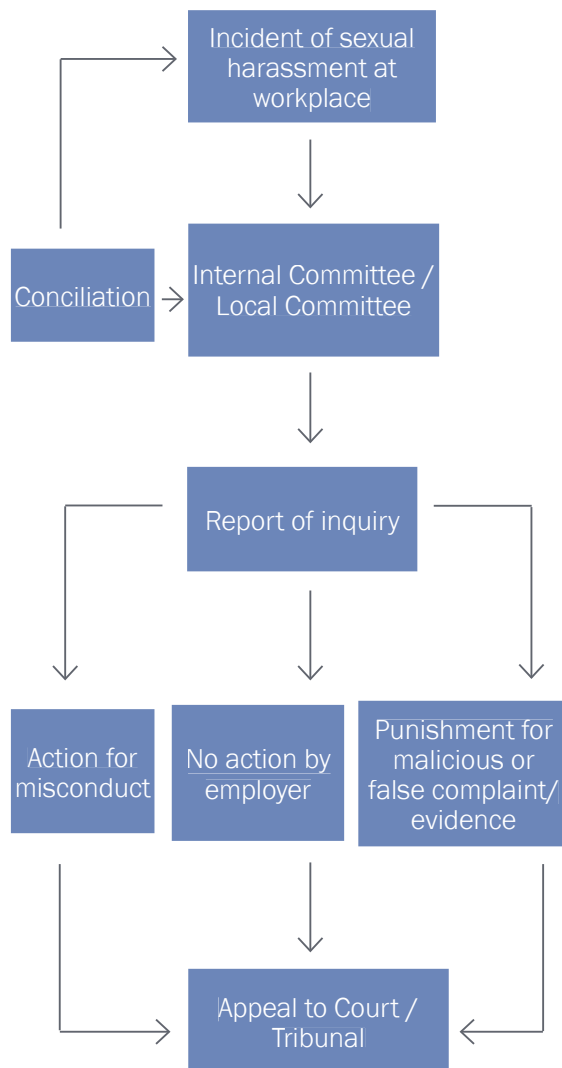 Incident of sexual
harassment at
workplace
Conciliation
Internal Committee /
Local Committee
Report of inquiry
Action for
misconduct
No action by
employer
Punishment for
malicious or
false complaint/
evidence
Appeal to Court /
Tribunal